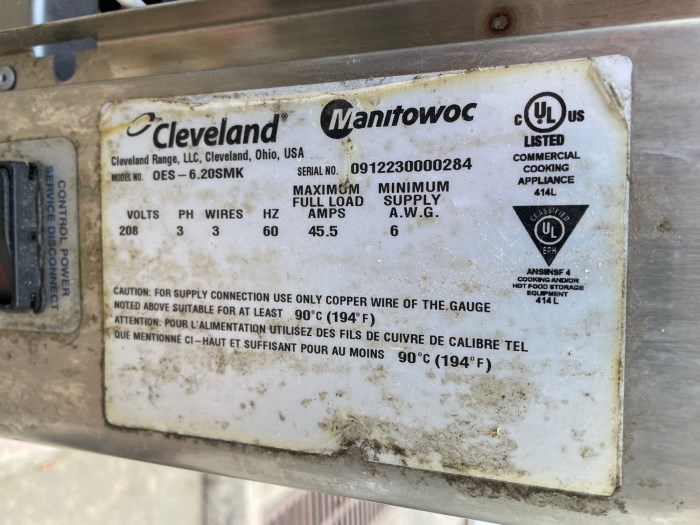 Cleveland®
Manitowoc
Cleveland Range, LLC, Cleveland, Ohio, USA
MODEL NO. OES-6.20SMK
SERIAL NO. 0912230000284
MAXIMUM MINIMUM
FULL LOAD SUPPLY
VOLTS PH WIRES HZ AMPS A.W.G.
208 3 3 60 45.5 6
CAUTION: FOR SUPPLY CONNECTION USE ONLY COPPER WIRE OF THE GAUGE
NOTED ABOVE SUITABLE FOR AT LEAST 90°C (194°F)
ATTENTION: POUR L'ALIMENTATION UTILISEZ DES FILS DE CUIVRE DE CALIBRE TEL
QUE MENTIONNÉ CI-HAUT ET SUFFISANT POUR AU MOINS 90°C (194°F)
C UL US
LISTED
COMMERCIAL
COOKING
APPLIANCE
414L
CLASSIFIED
UL
EPH
ANSI/NSF 4
COOKING AND/OR
HOT FOOD STORAGE
EQUIPMENT
414 L
CONTROL POWER
SERVICE DISCONNECT